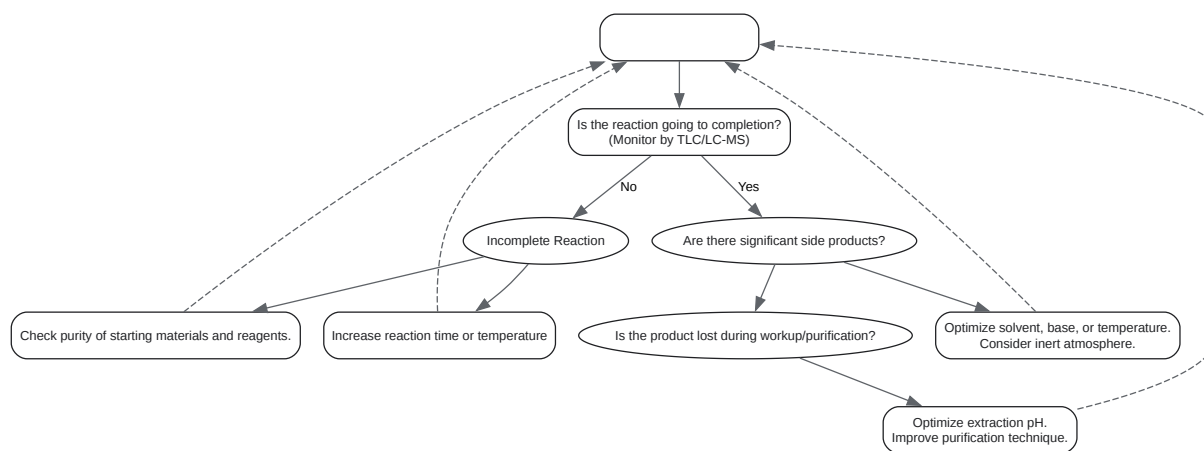 Is the reaction going to completion?
(Monitor by TLC/LC-MS)
No
Yes
Incomplete Reaction
Are there significant side products?
Check purity of starting materials and reagents.
Increase reaction time or temperature
Is the product lost during workup/purification?
Optimize solvent, base, or temperature.
Consider inert atmosphere.
Optimize extraction pH.
Improve purification technique.